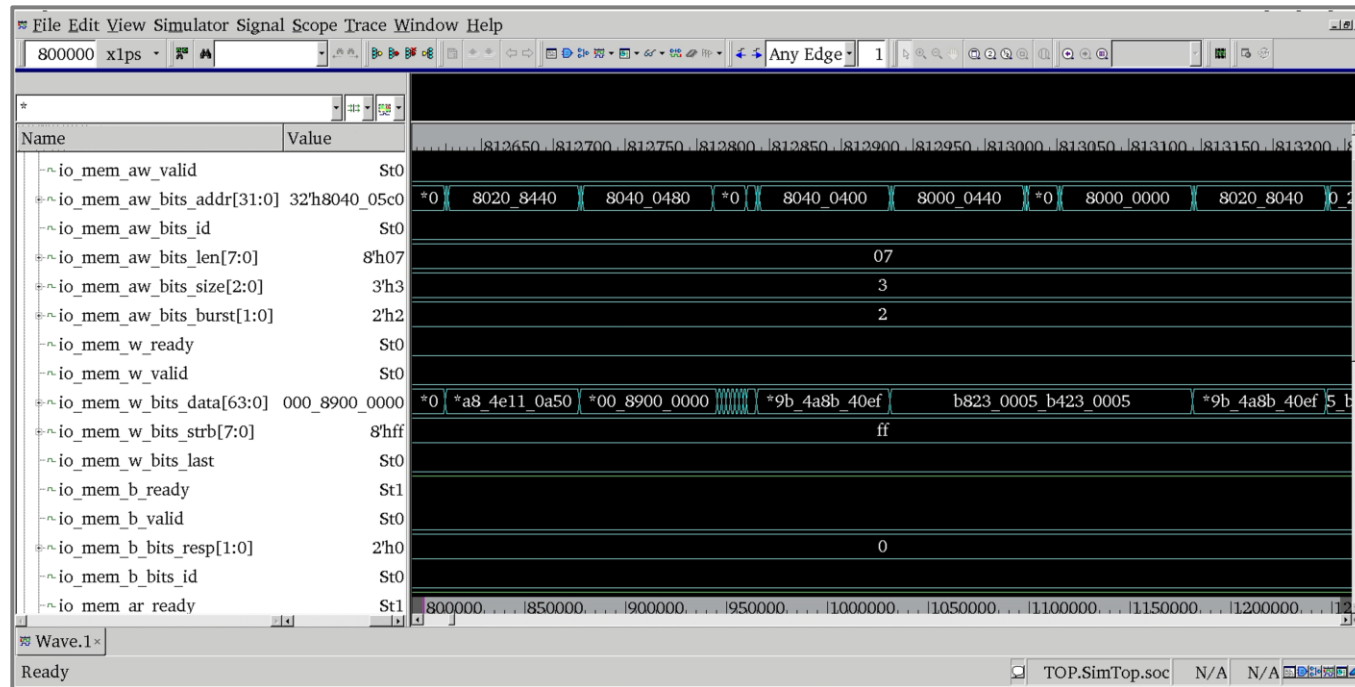 File Edit View Simulator Signal Scope Trace Window Help
800000 x1ps Any Edge 1
*
Name Value
812650 812700 812750 812800 812850 812900 812950 813000 813050 813100 813150 813200
io_mem_aw_valid St0
io_mem_aw_bits_addr[31:0] 32'h8040_05c0 *0 8020_8440 8040_0480 *0 8040_0400 8000_0440 *0 8000_0000 8020_8040
io_mem_aw_bits_id St0
io_mem_aw_bits_len[7:0] 8'h07 07
io_mem_aw_bits_size[2:0] 3'h3 3
io_mem_aw_bits_burst[1:0] 2'h2 2
io_mem_w_ready St0
io_mem_w_valid St0
io_mem_w_bits_data[63:0] 000_8900_0000 *0 *a8_4e11_0a50 *00_8900_0000 *9b_4a8b_40ef b823_0005_b423_0005 *9b_4a8b_40ef 5_b
io_mem_w_bits_strb[7:0] 8'hff ff
io_mem_w_bits_last St0
io_mem_b_ready St1
io_mem_b_valid St0
io_mem_b_bits_resp[1:0] 2'h0 0
io_mem_b_bits_id St0
io_mem_ar_ready St1
800000 850000 900000 950000 1000000 1050000 1100000 1150000 1200000
Wave.1
Ready TOP.SimTop.soc N/A N/A